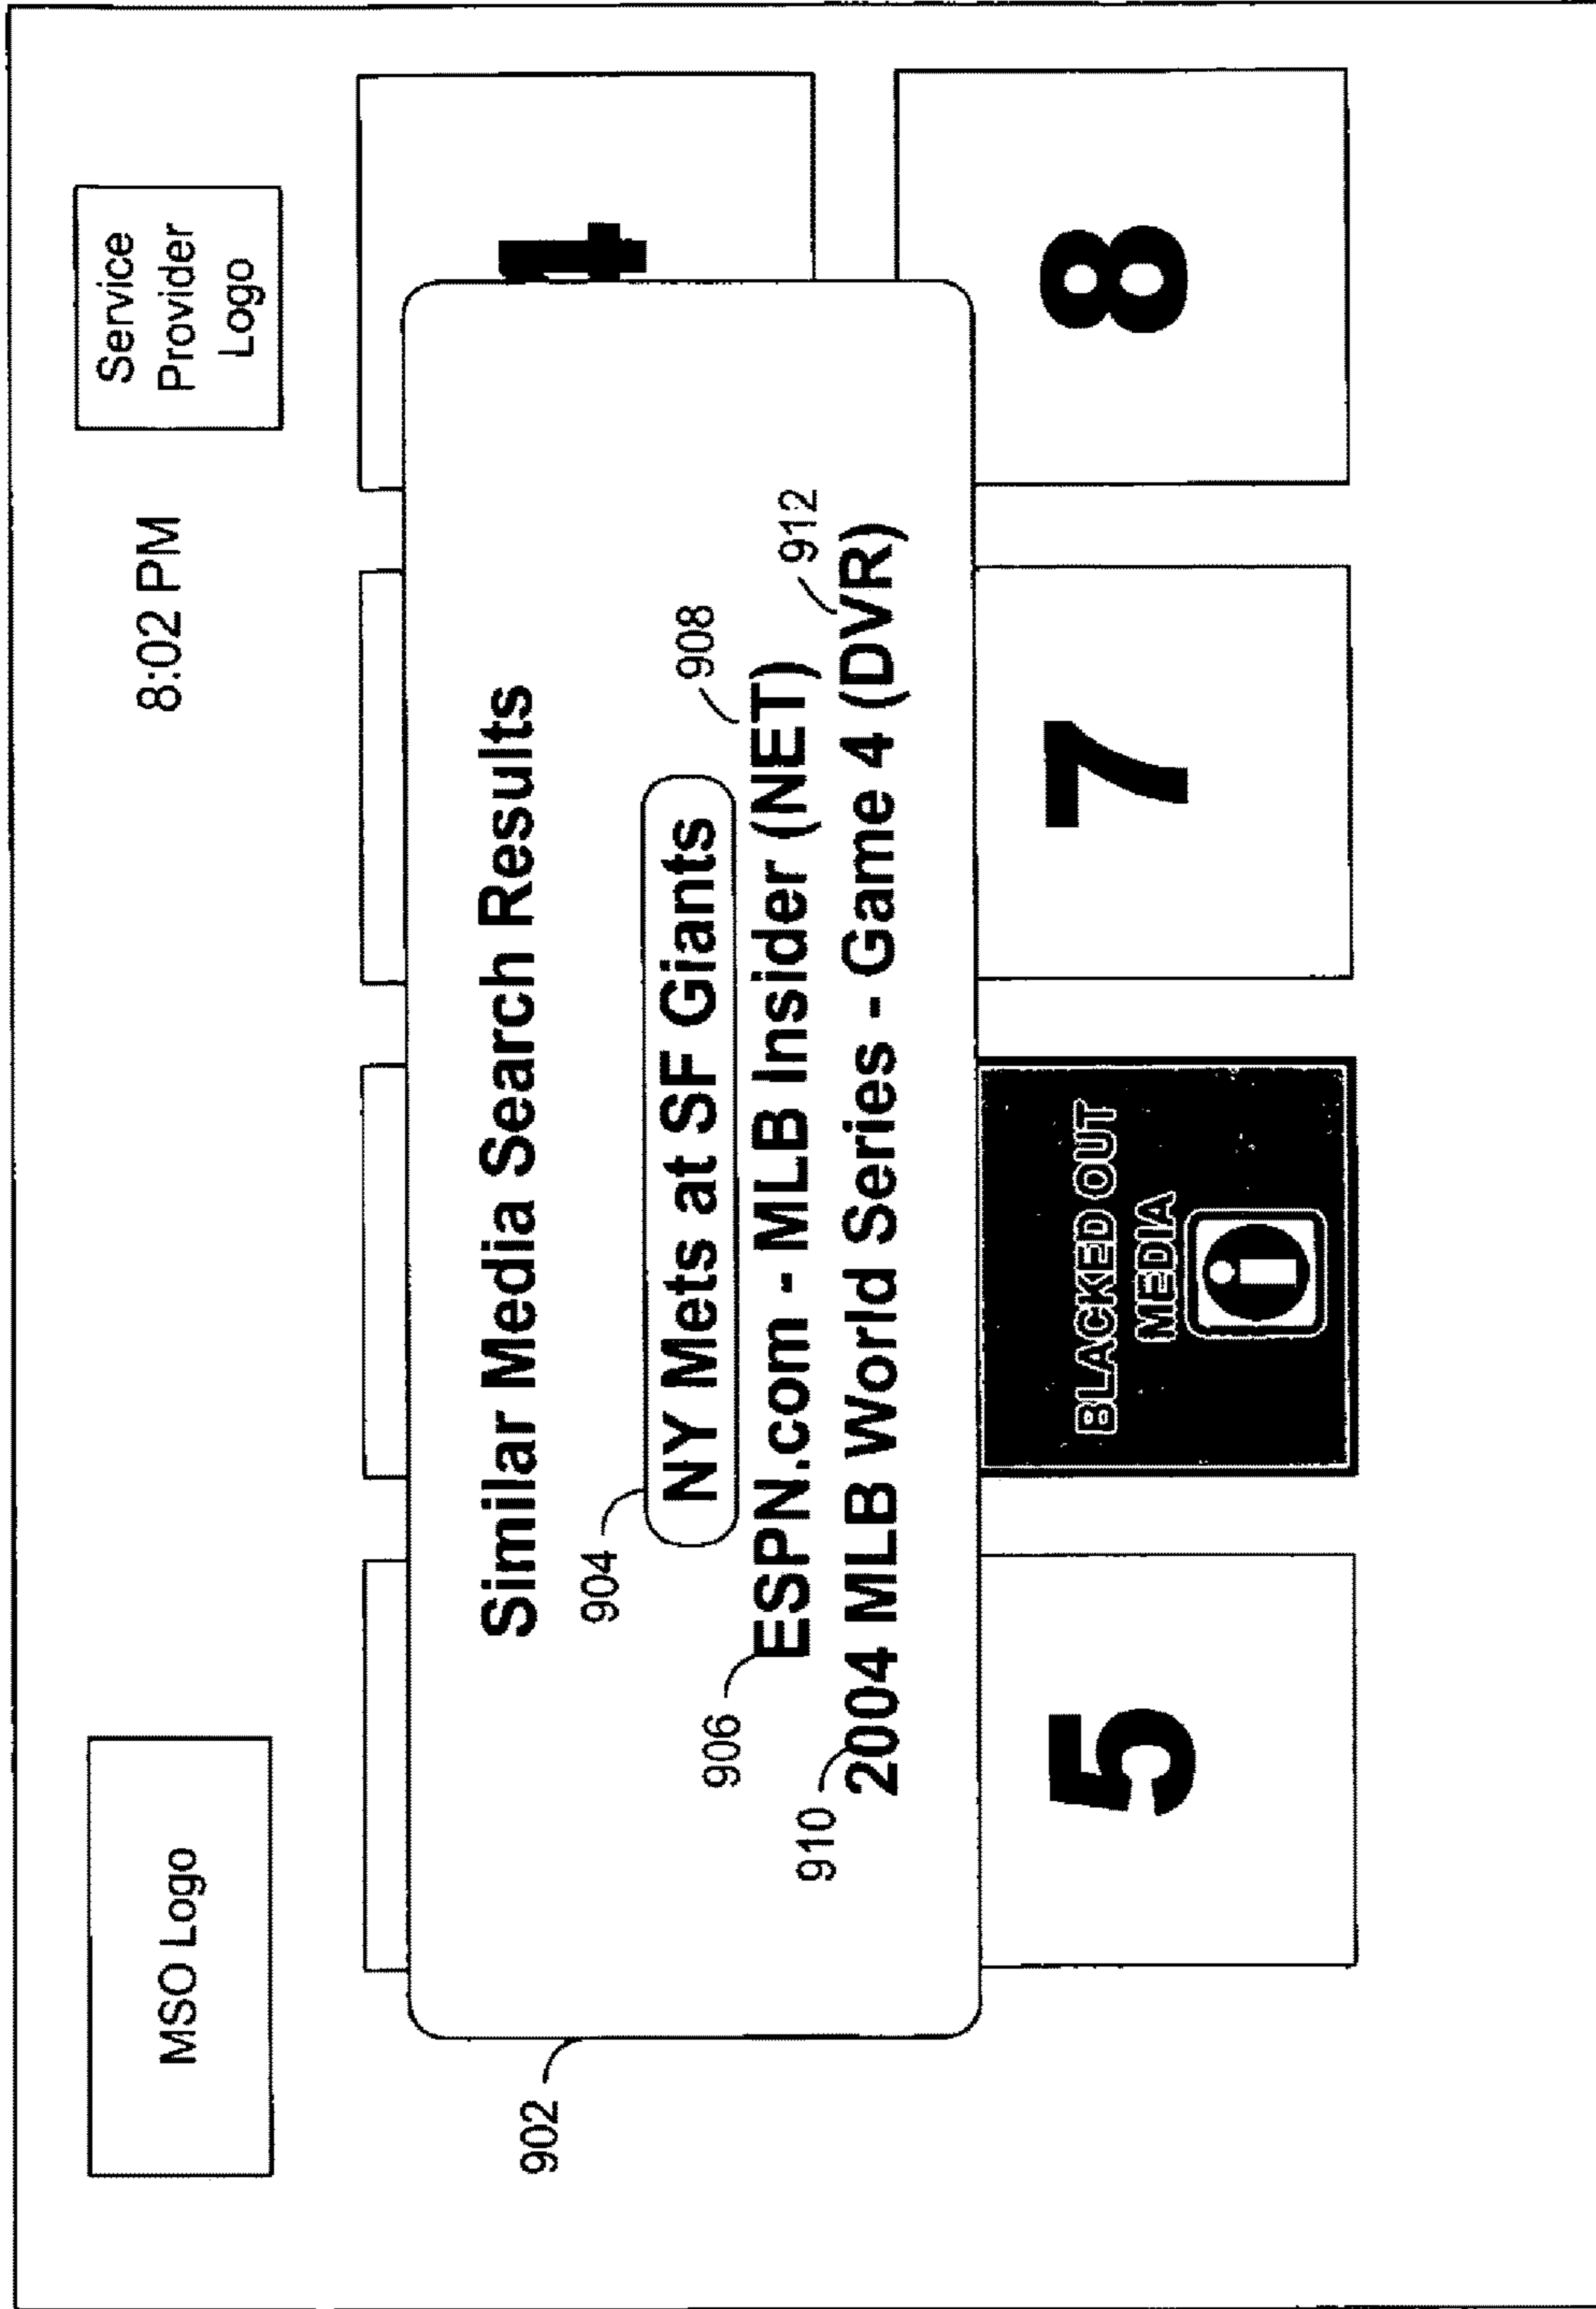 MSO Logo
8:02 PM
Service
Provider
Logo
902
Similar Media Search Results
904
NY Mets at SF Giants
906
908
ESPN.com - MLB Insider (NET)
910
912
2004 MLB World Series - Game 4 (DVR)
4
5
BLACKED OUT
MEDIA
i
7
8